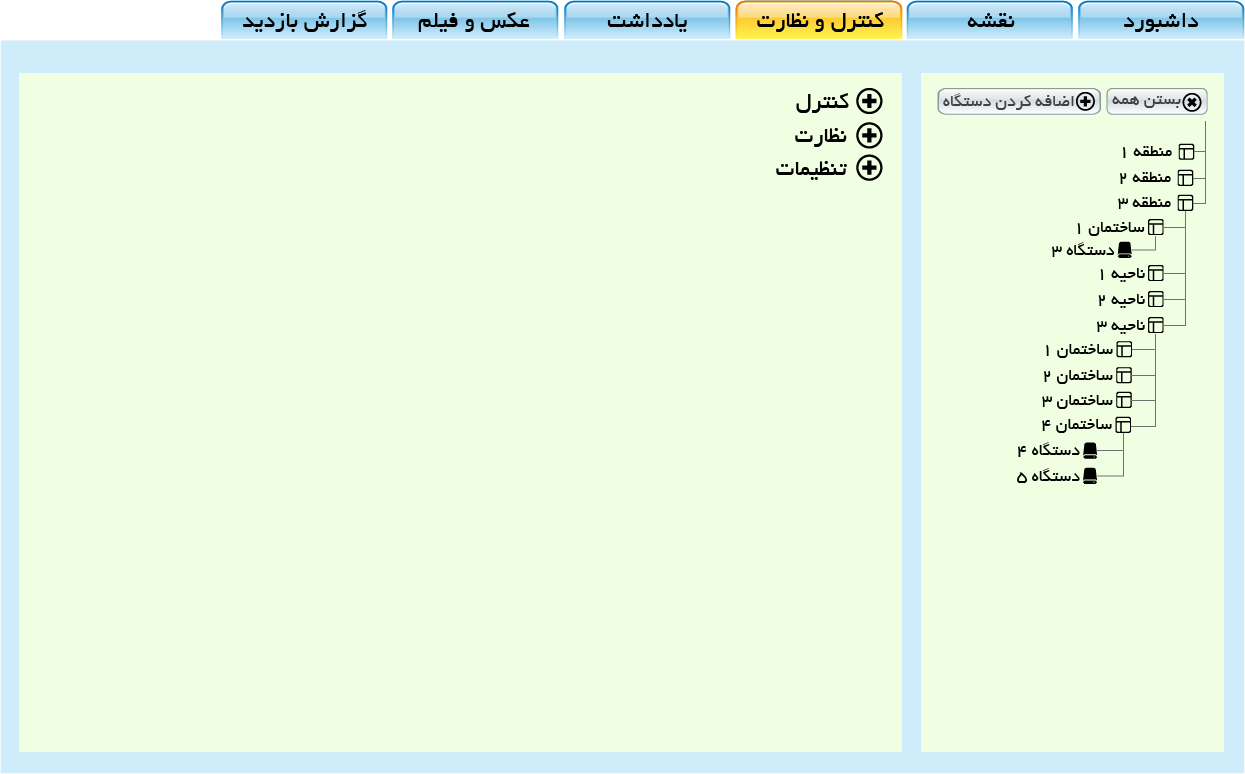 داشبورد
نقشه
کنترل و نظارت
یادداشت
عکس و فیلم
گزارش بازدید
بستن همه
اضافه کردن دستگاه
منطقه ۱
منطقه ۲
منطقه ۳
ساختمان ۱
دستگاه ۳
ناحیه ۱
ناحیه ۲
ناحیه ۳
ساختمان ۱
ساختمان ۲
ساختمان ۳
ساختمان ۴
دستگاه ۴
دستگاه ۵
کنترل
نظارت
تنظیمات